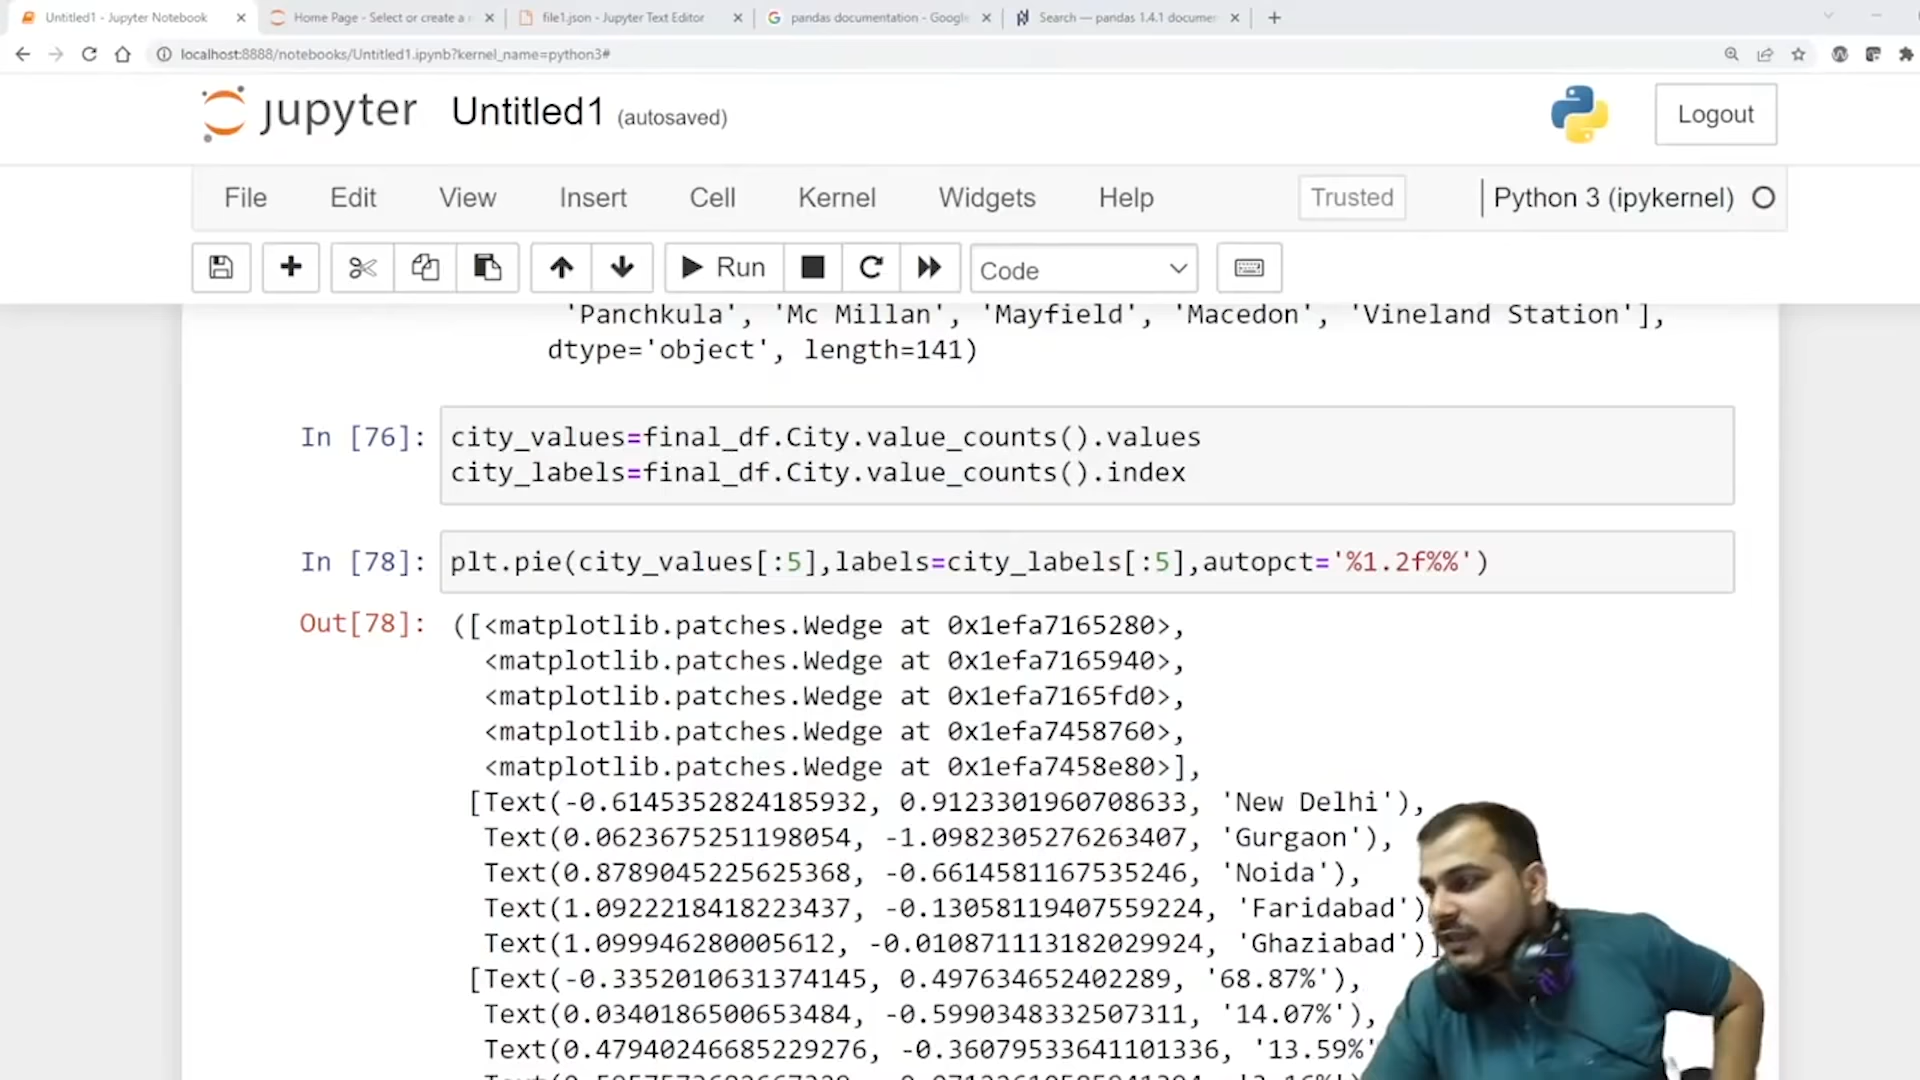 Untitled1 - Jupyter Notebook
Home Page - Select or create a
file1.json - Jupyter Text Editor
pandas documentation - Google
Search — pandas 1.4.1 documen
localhost:8888/notebooks/Untitled1.ipynb?kernel_name=python3#
jupyter Untitled1 (autosaved)
Logout
File Edit View Insert Cell Kernel Widgets Help Trusted Python 3 (ipykernel)
Run Code
'Panchkula', 'Mc Millan', 'Mayfield', 'Macedon', 'Vineland Station'],
dtype='object', length=141)
In [76]: city_values=final_df.City.value_counts().values
city_labels=final_df.City.value_counts().index
In [78]: plt.pie(city_values[:5],labels=city_labels[:5],autopct='%1.2f%%')
Out[78]: ([<matplotlib.patches.Wedge at 0x1efa7165280>,
<matplotlib.patches.Wedge at 0x1efa7165940>,
<matplotlib.patches.Wedge at 0x1efa7165fd0>,
<matplotlib.patches.Wedge at 0x1efa7458760>,
<matplotlib.patches.Wedge at 0x1efa7458e80>],
[Text(-0.6145352824185932, 0.9123301960708633, 'New Delhi'),
Text(0.0623675251198054, -1.0982305276263407, 'Gurgaon'),
Text(0.8789045225625368, -0.6614581167535246, 'Noida'),
Text(1.0922218418223437, -0.13058119407559224, 'Faridabad')
Text(1.099946280005612, -0.010871113182029924, 'Ghaziabad')]
[Text(-0.3352010631374145, 0.497634652402289, '68.87%'),
Text(0.0340186500653484, -0.5990348332507311, '14.07%'),
Text(0.47940246685229276, -0.36079533641101336, '13.59%'